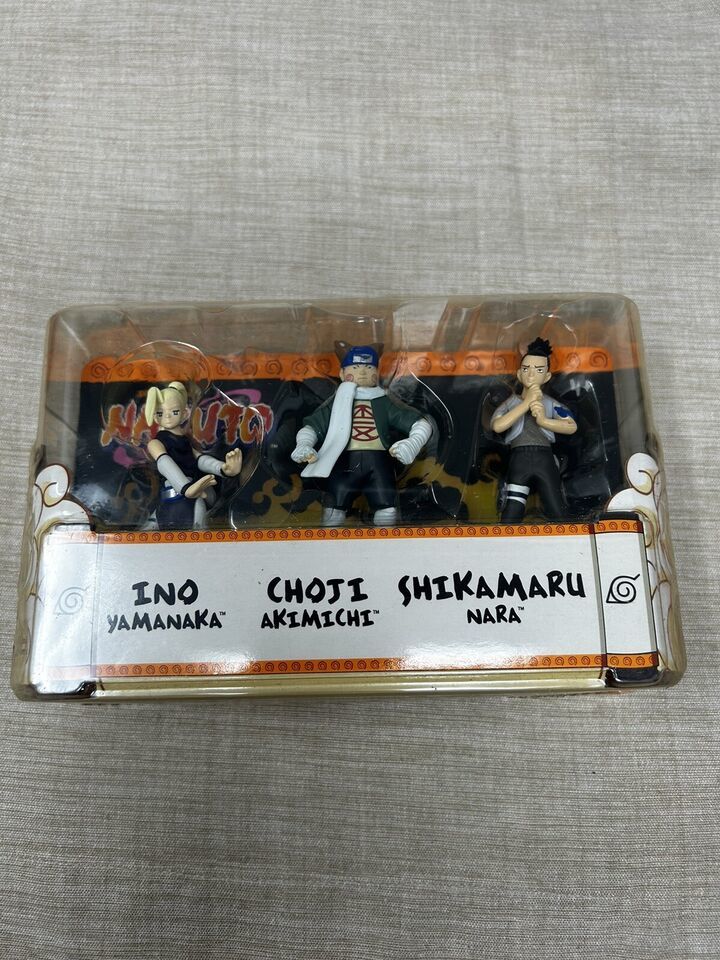 NARUTO
INO
YAMANAKA™
CHOJI
AKIMICHI™
SHIKAMARU
NARA™